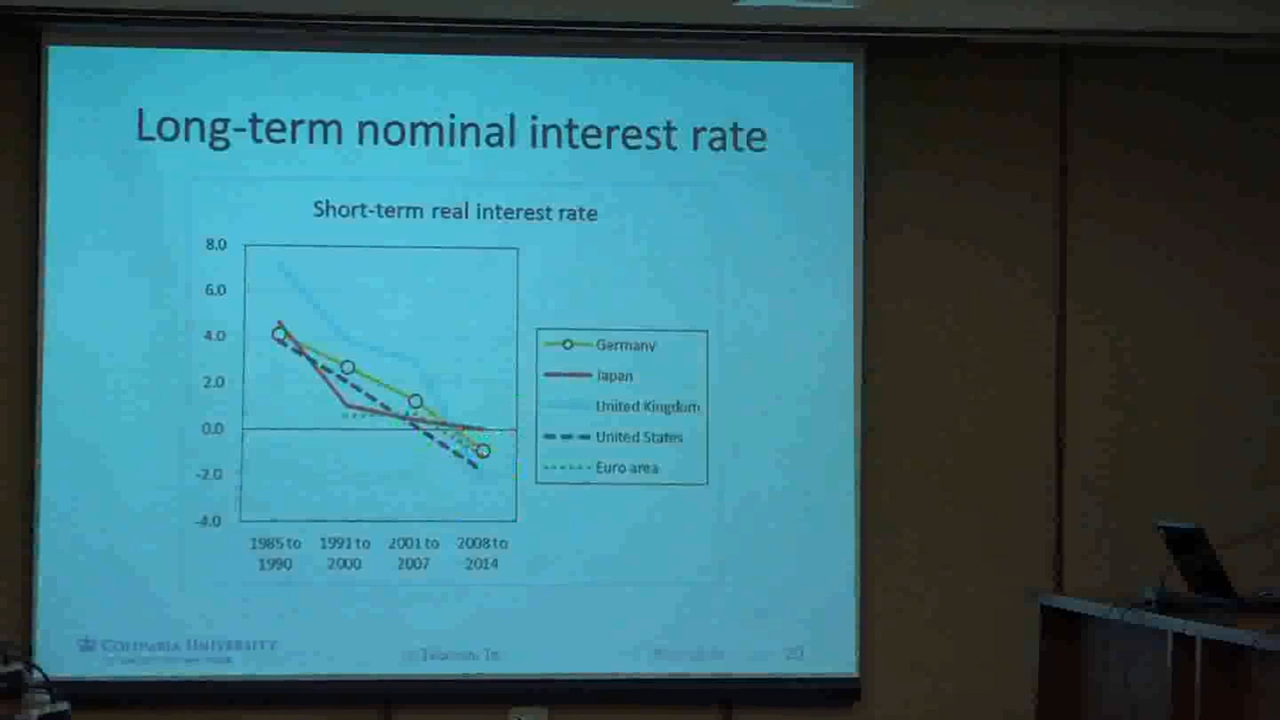 Long-term nominal interest rate
Short-term real interest rate
8.0
6.0
4.0
2.0
0.0
-2.0
-4.0
1985 to 1990
1991 to 2000
2001 to 2007
2008 to 2014
Germany
Japan
United Kingdom
United States
Euro area
COLUMBIA UNIVERSITY